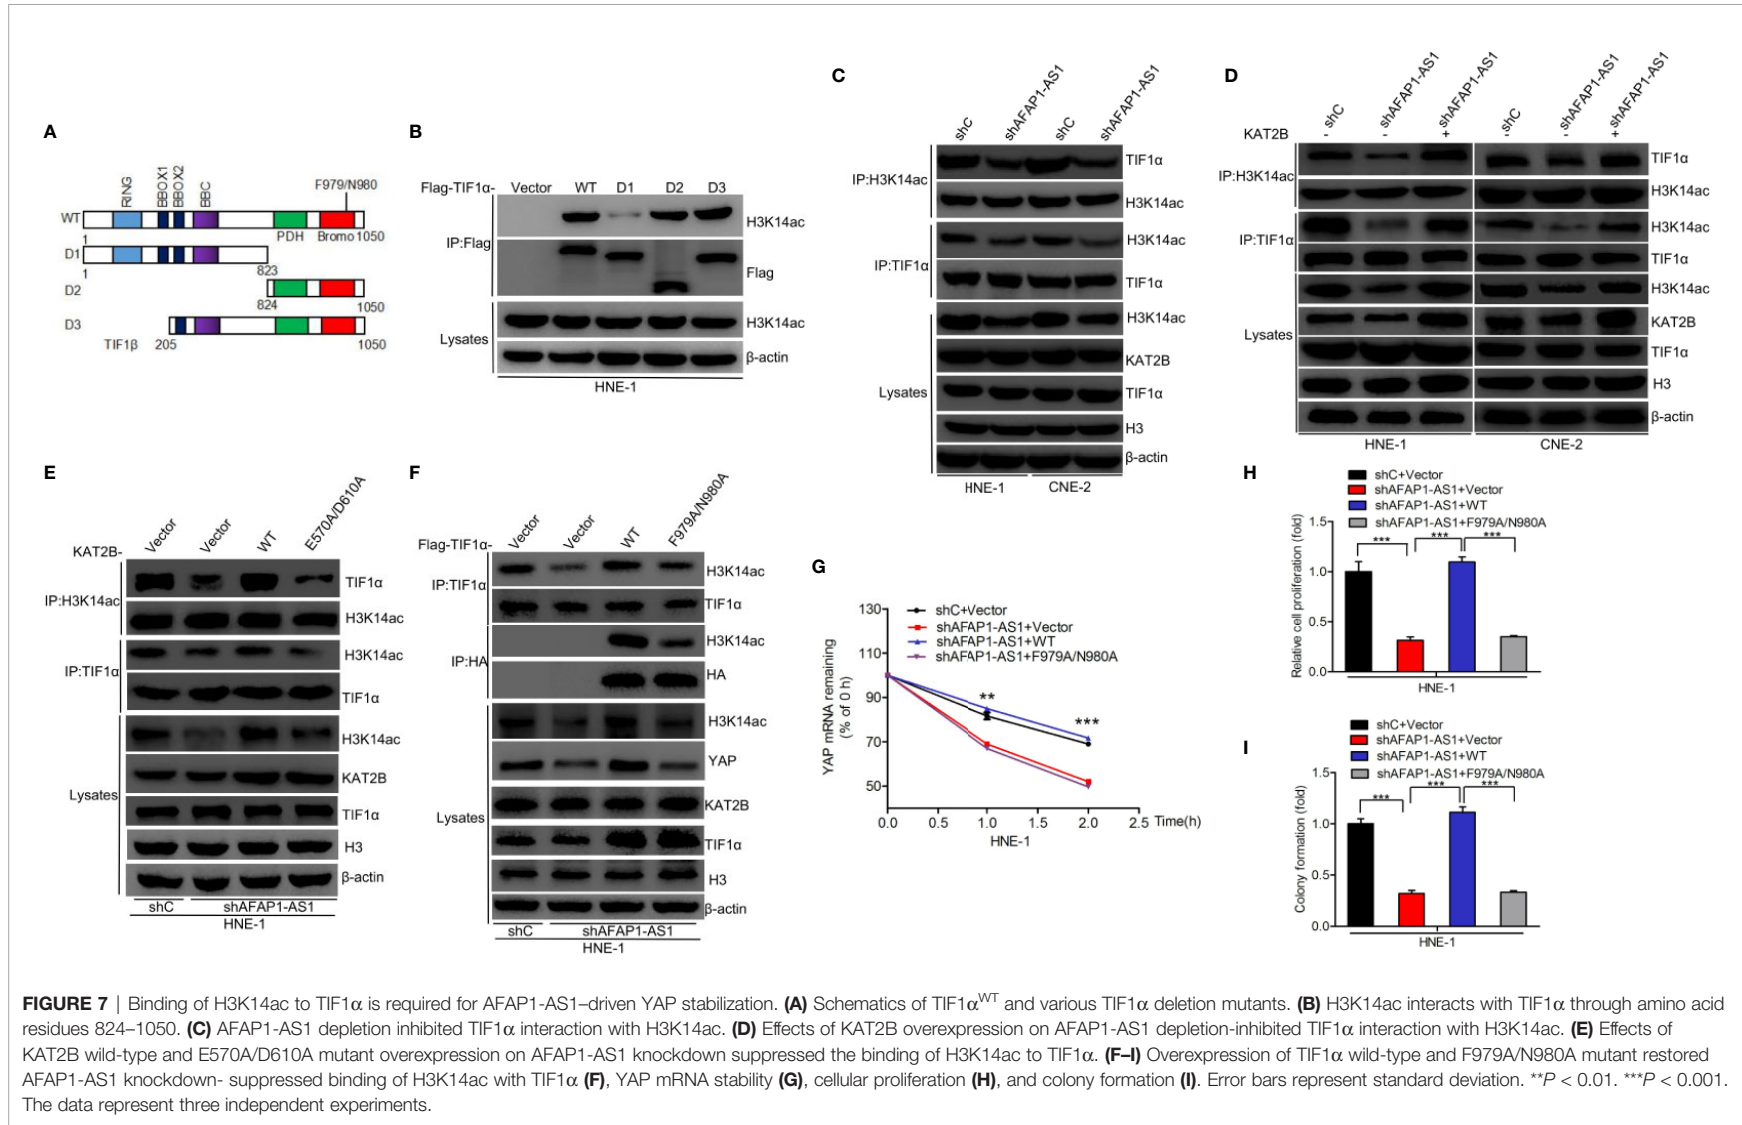 A
RING
BBOX1
BBOX2
BBC
F979/N980
WT
1
PDH
Bromo
1050
D1
1
823
D2
824
1050
D3
TIF1β
205
1050
B
Flag-TIF1α-
Vector
WT
D1
D2
D3
IP:Flag
H3K14ac
Flag
Lysates
H3K14ac
β-actin
HNE-1
C
shC
shAFAP1-AS1
shC
shAFAP1-AS1
IP:H3K14ac
TIF1α
H3K14ac
IP:TIF1α
H3K14ac
TIF1α
Lysates
H3K14ac
KAT2B
TIF1α
H3
β-actin
HNE-1
CNE-2
D
shC
shAFAP1-AS1
shAFAP1-AS1
shC
shAFAP1-AS1
shAFAP1-AS1
KAT2B
- - + - - +
IP:H3K14ac
TIF1α
H3K14ac
IP:TIF1α
H3K14ac
TIF1α
Lysates
H3K14ac
KAT2B
TIF1α
H3
β-actin
HNE-1
CNE-2
E
KAT2B-
Vector
Vector
WT
E570A/D610A
IP:H3K14ac
TIF1α
H3K14ac
IP:TIF1α
H3K14ac
TIF1α
Lysates
H3K14ac
KAT2B
TIF1α
H3
β-actin
shC
shAFAP1-AS1
HNE-1
F
Flag-TIF1α-
Vector
Vector
WT
F979A/N980A
IP:TIF1α
H3K14ac
TIF1α
IP:HA
H3K14ac
HA
Lysates
H3K14ac
YAP
KAT2B
TIF1α
H3
β-actin
shC
shAFAP1-AS1
HNE-1
G
YAP mRNA remaining
(% of 0 h)
130
110
90
70
50
shC+Vector
shAFAP1-AS1+Vector
shAFAP1-AS1+WT
shAFAP1-AS1+F979A/N980A
**
***
0.0 0.5 1.0 1.5 2.0 2.5 Time(h)
HNE-1
H
shC+Vector
shAFAP1-AS1+Vector
shAFAP1-AS1+WT
shAFAP1-AS1+F979A/N980A
Relative cell proliferation (fold)
1.5
1.0
0.5
0.0
*** *** ***
HNE-1
I
shC+Vector
shAFAP1-AS1+Vector
shAFAP1-AS1+WT
shAFAP1-AS1+F979A/N980A
Colony formation (fold)
1.5
1.0
0.5
0.0
*** *** ***
HNE-1
FIGURE 7 | Binding of H3K14ac to TIF1α is required for AFAP1-AS1–driven YAP stabilization. (A) Schematics of TIF1αWT and various TIF1α deletion mutants. (B) H3K14ac interacts with TIF1α through amino acid
residues 824–1050. (C) AFAP1-AS1 depletion inhibited TIF1α interaction with H3K14ac. (D) Effects of KAT2B overexpression on AFAP1-AS1 depletion-inhibited TIF1α interaction with H3K14ac. (E) Effects of
KAT2B wild-type and E570A/D610A mutant overexpression on AFAP1-AS1 knockdown suppressed the binding of H3K14ac to TIF1α. (F–I) Overexpression of TIF1α wild-type and F979A/N980A mutant restored
AFAP1-AS1 knockdown- suppressed binding of H3K14ac with TIF1α (F), YAP mRNA stability (G), cellular proliferation (H), and colony formation (I). Error bars represent standard deviation. **P < 0.01. ***P < 0.001.
The data represent three independent experiments.